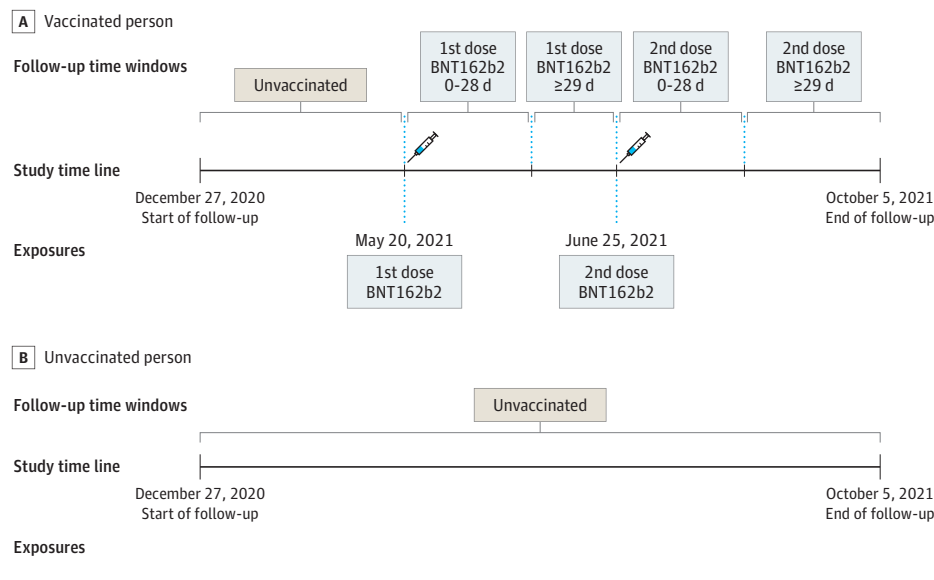 A Vaccinated person
Follow-up time windows
Unvaccinated
1st dose
BNT162b2
0-28 d
1st dose
BNT162b2
≥29 d
2nd dose
BNT162b2
0-28 d
2nd dose
BNT162b2
≥29 d
Study time line
December 27, 2020
Start of follow-up
October 5, 2021
End of follow-up
Exposures
May 20, 2021
1st dose
BNT162b2
June 25, 2021
2nd dose
BNT162b2
B Unvaccinated person
Follow-up time windows
Unvaccinated
Study time line
December 27, 2020
Start of follow-up
October 5, 2021
End of follow-up
Exposures